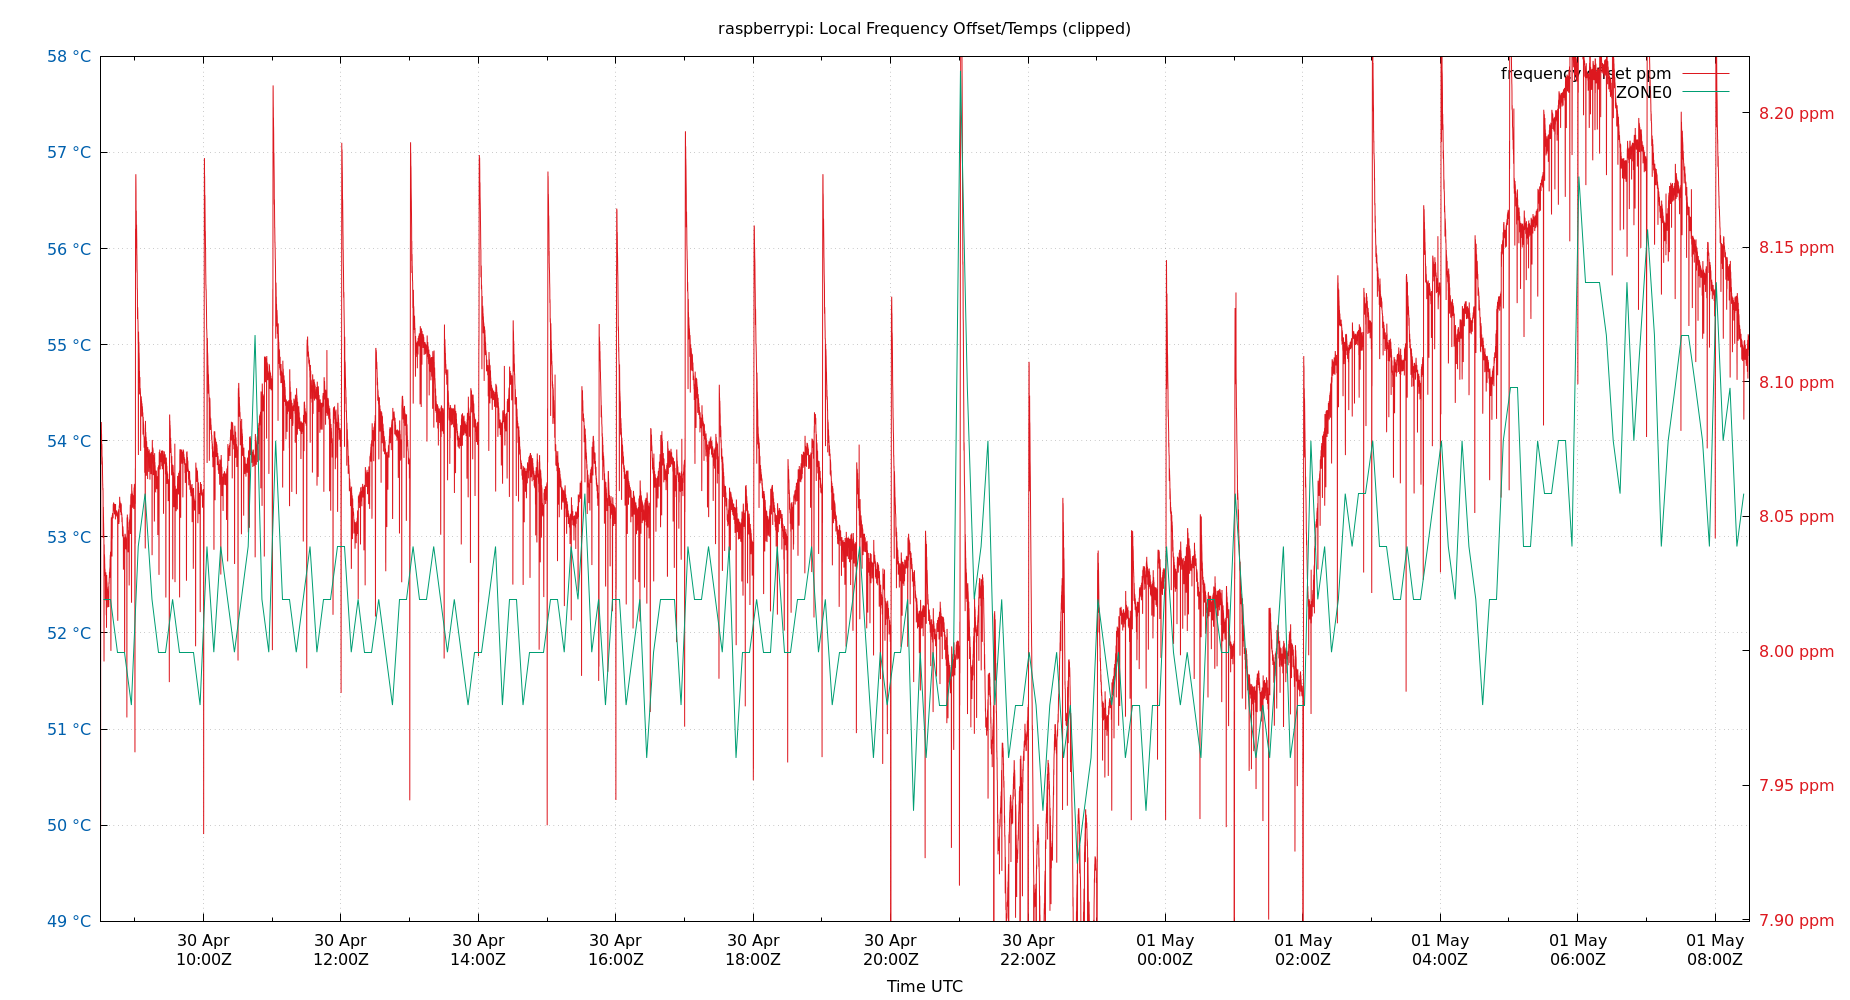 raspberrypi: Local Frequency Offset/Temps (clipped)
58 °C
57 °C
56 °C
55 °C
54 °C
53 °C
52 °C
51 °C
50 °C
49 °C
frequency offset ppm
ZONE0
8.20 ppm
8.15 ppm
8.10 ppm
8.05 ppm
8.00 ppm
7.95 ppm
7.90 ppm
30 Apr
10:00Z
30 Apr
12:00Z
30 Apr
14:00Z
30 Apr
16:00Z
30 Apr
18:00Z
30 Apr
20:00Z
30 Apr
22:00Z
01 May
00:00Z
01 May
02:00Z
01 May
04:00Z
01 May
06:00Z
01 May
08:00Z
Time UTC